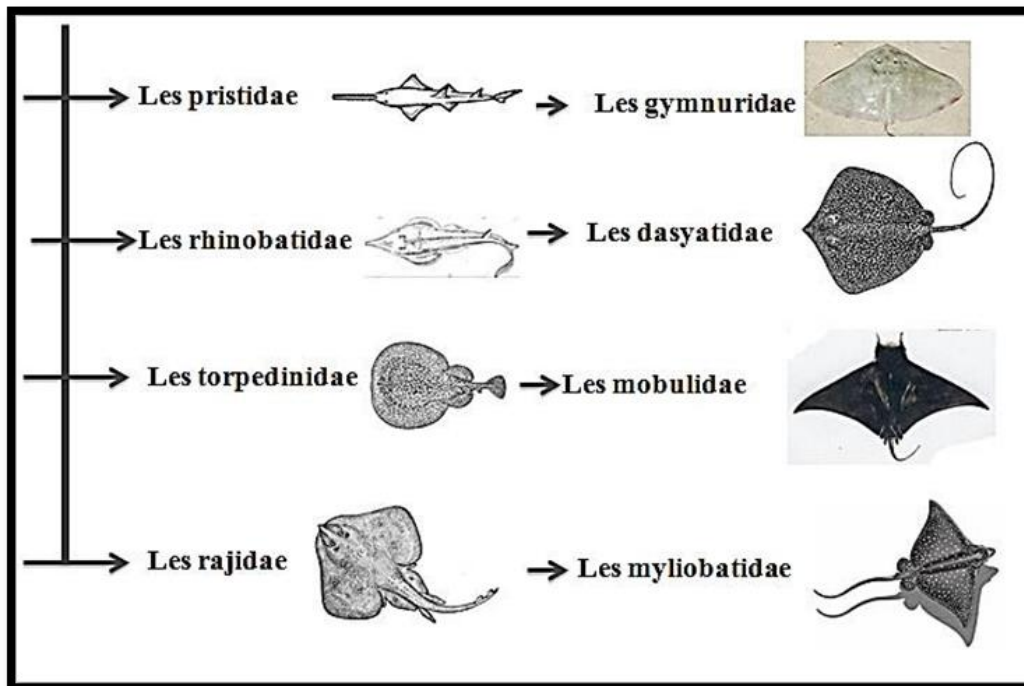 Les pristidae
Les gymnuridae
Les rhinobatidae
Les dasyatidae
Les torpedinidae
Les mobulidae
Les rajidae
Les myliobatidae